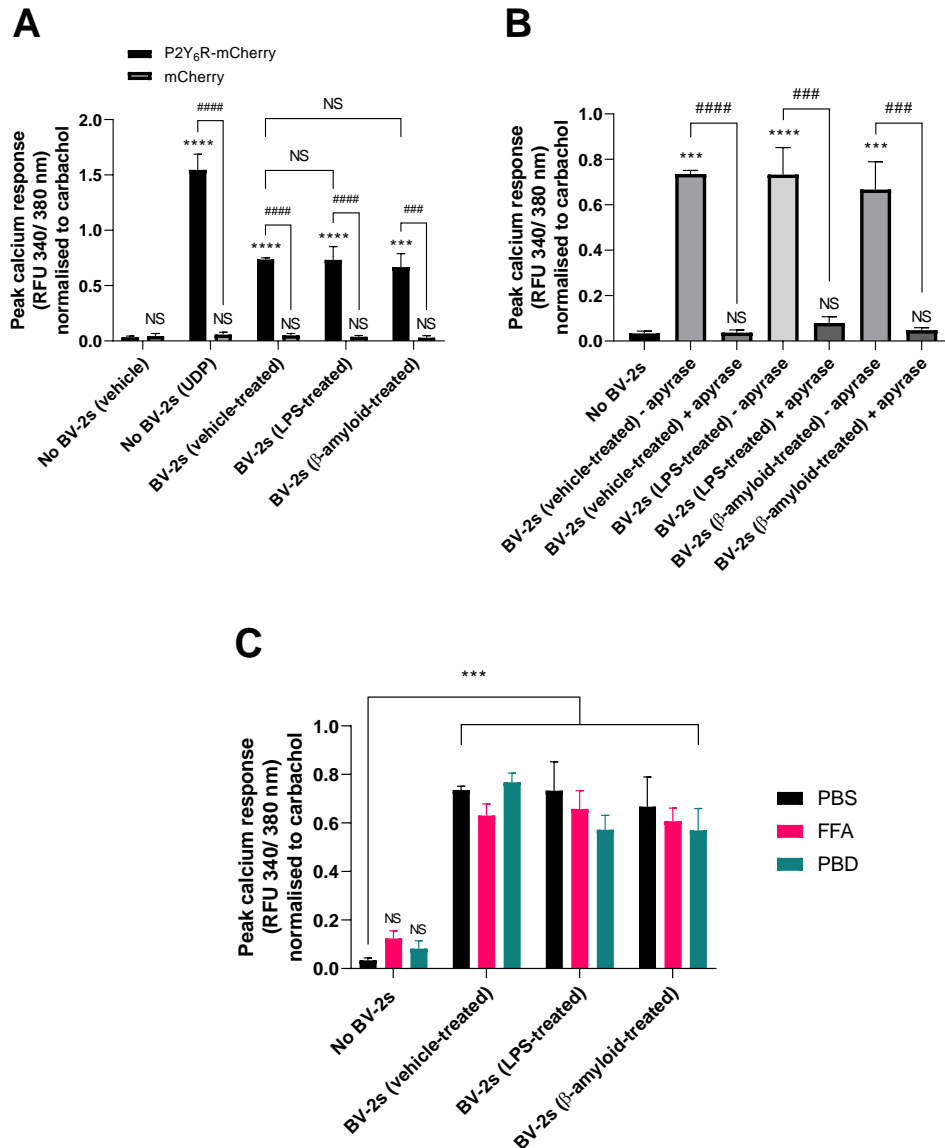 A
P2Y6R-mCherry
mCherry
Peak calcium response
(RFU 340/ 380 nm)
normalised to carbachol
2.0
1.5
1.0
0.5
0.0
NS
NS
####
****
####
****
####
****
###
***
NS
NS
NS
NS
NS
No BV-2s (vehicle)
No BV-2s (UDP)
BV-2s (vehicle-treated)
BV-2s (LPS-treated)
BV-2s (β-amyloid-treated)
B
Peak calcium response
(RFU 340/ 380 nm)
normalised to carbachol
1.0
0.8
0.6
0.4
0.2
0.0
####
###
###
***
****
***
NS
NS
NS
No BV-2s
BV-2s (vehicle-treated) - apyrase
BV-2s (vehicle-treated) + apyrase
BV-2s (LPS-treated) - apyrase
BV-2s (LPS-treated) + apyrase
BV-2s (β-amyloid-treated) - apyrase
BV-2s (β-amyloid-treated) + apyrase
C
Peak calcium response
(RFU 340/ 380 nm)
normalised to carbachol
1.0
0.8
0.6
0.4
0.2
0.0
***
NS
NS
No BV-2s
BV-2s (vehicle-treated)
BV-2s (LPS-treated)
BV-2s (β-amyloid-treated)
PBS
FFA
PBD